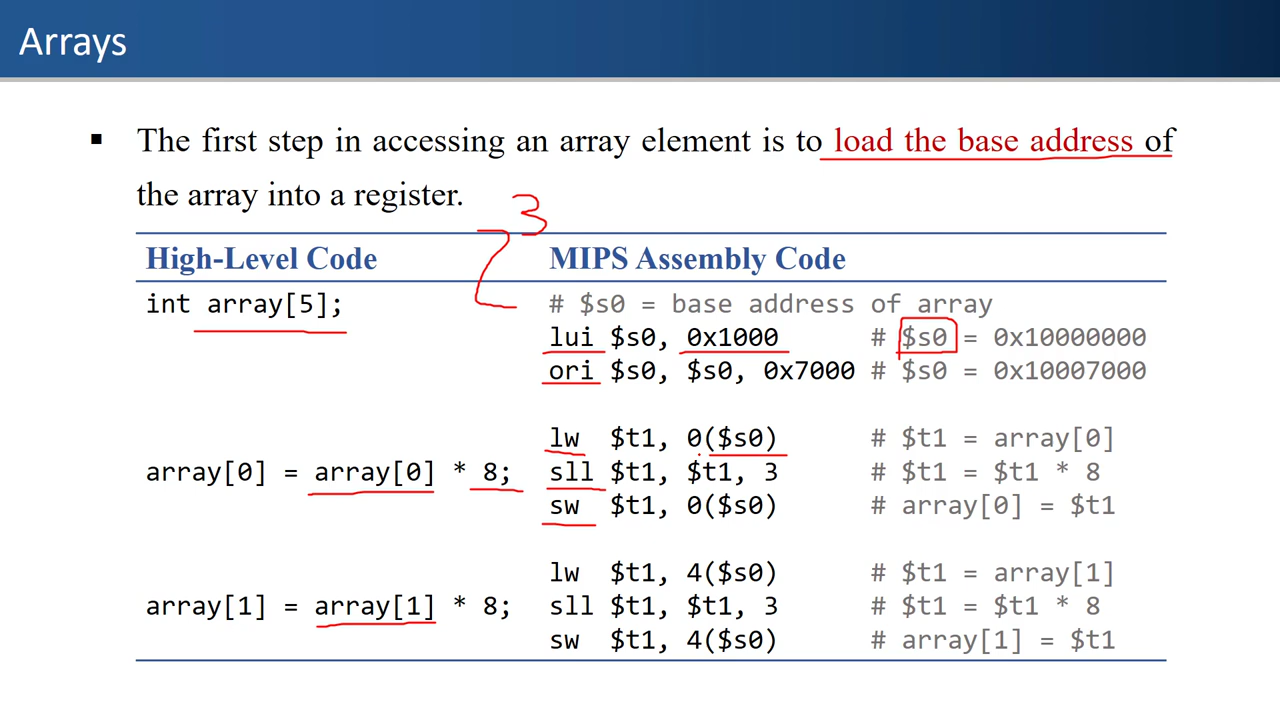 Arrays
▪ The first step in accessing an array element is to load the base address of
the array into a register.
2 3
High-Level Code MIPS Assembly Code
int array[5]; # $s0 = base address of array
lui $s0, 0x1000 # $s0 = 0x10000000
ori $s0, $s0, 0x7000 # $s0 = 0x10007000
lw $t1, 0($s0) # $t1 = array[0]
array[0] = array[0] * 8; sll $t1, $t1, 3 # $t1 = $t1 * 8
sw $t1, 0($s0) # array[0] = $t1
lw $t1, 4($s0) # $t1 = array[1]
array[1] = array[1] * 8; sll $t1, $t1, 3 # $t1 = $t1 * 8
sw $t1, 4($s0) # array[1] = $t1